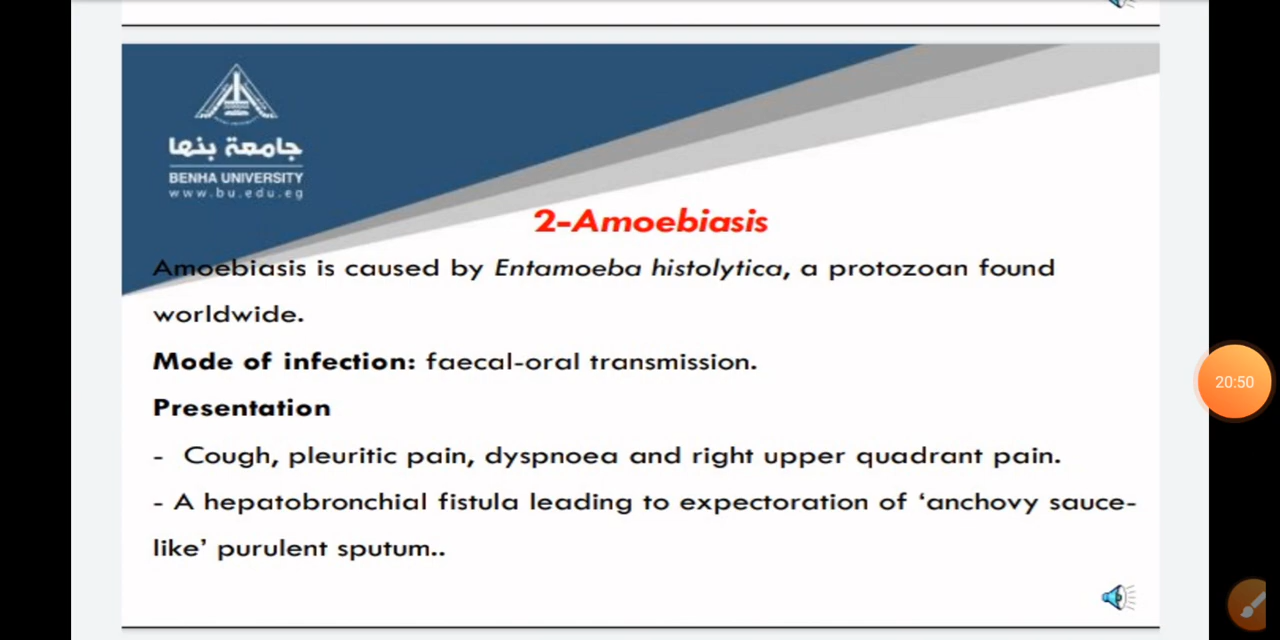 جامعة بنها
BENHA UNIVERSITY
www.bu.edu.eg
2-Amoebiasis
Amoebiasis is caused by Entamoeba histolytica, a protozoan found
worldwide.
Mode of infection: faecal-oral transmission.
Presentation
- Cough, pleuritic pain, dyspnoea and right upper quadrant pain.
- A hepatobronchial fistula leading to expectoration of ‘anchovy sauce-
like’ purulent sputum..
20:50